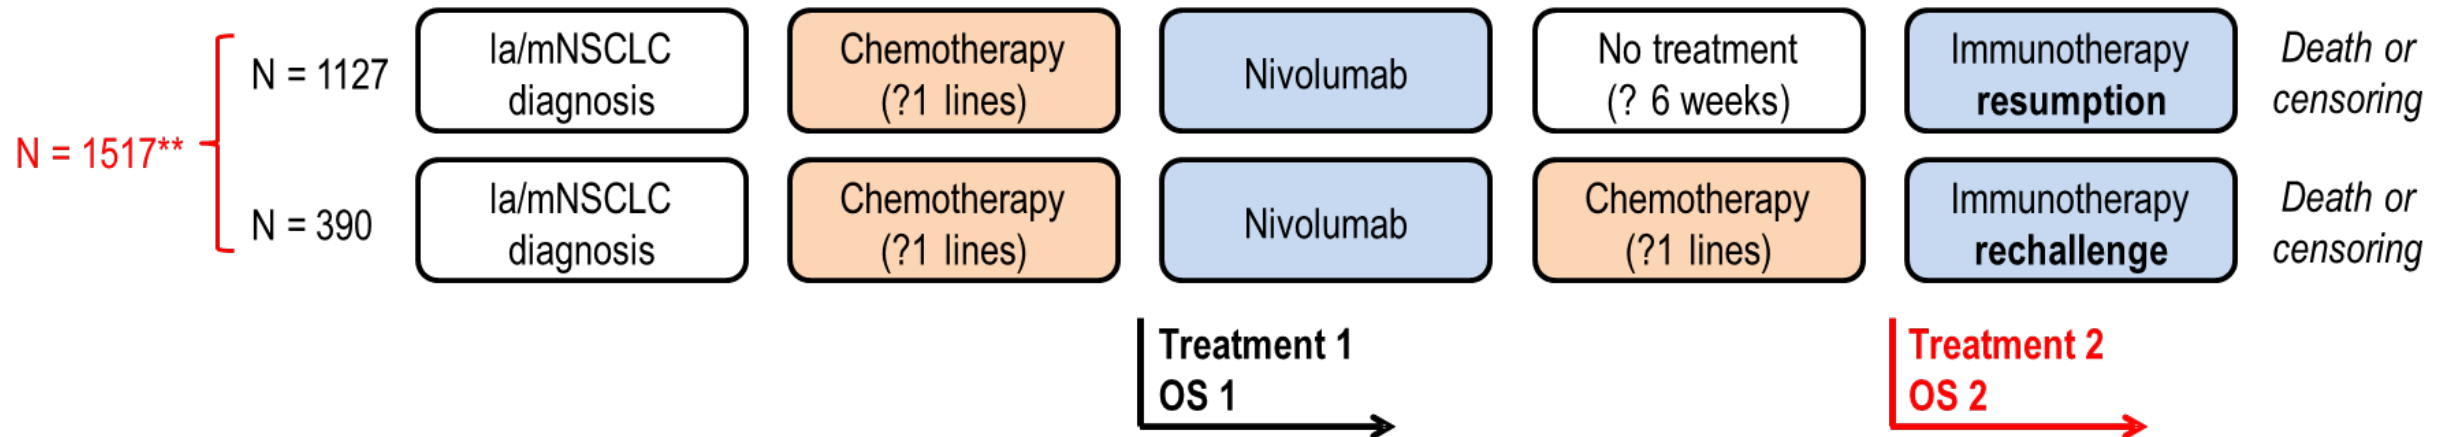 N = 1517**
N = 1127
la/mNSCLC
diagnosis
Chemotherapy
(?1 lines)
Nivolumab
No treatment
(? 6 weeks)
Immunotherapy
resumption
Death or
censoring
N = 390
la/mNSCLC
diagnosis
Chemotherapy
(?1 lines)
Nivolumab
Chemotherapy
(?1 lines)
Immunotherapy
rechallenge
Death or
censoring
Treatment 1
OS 1
Treatment 2
OS 2